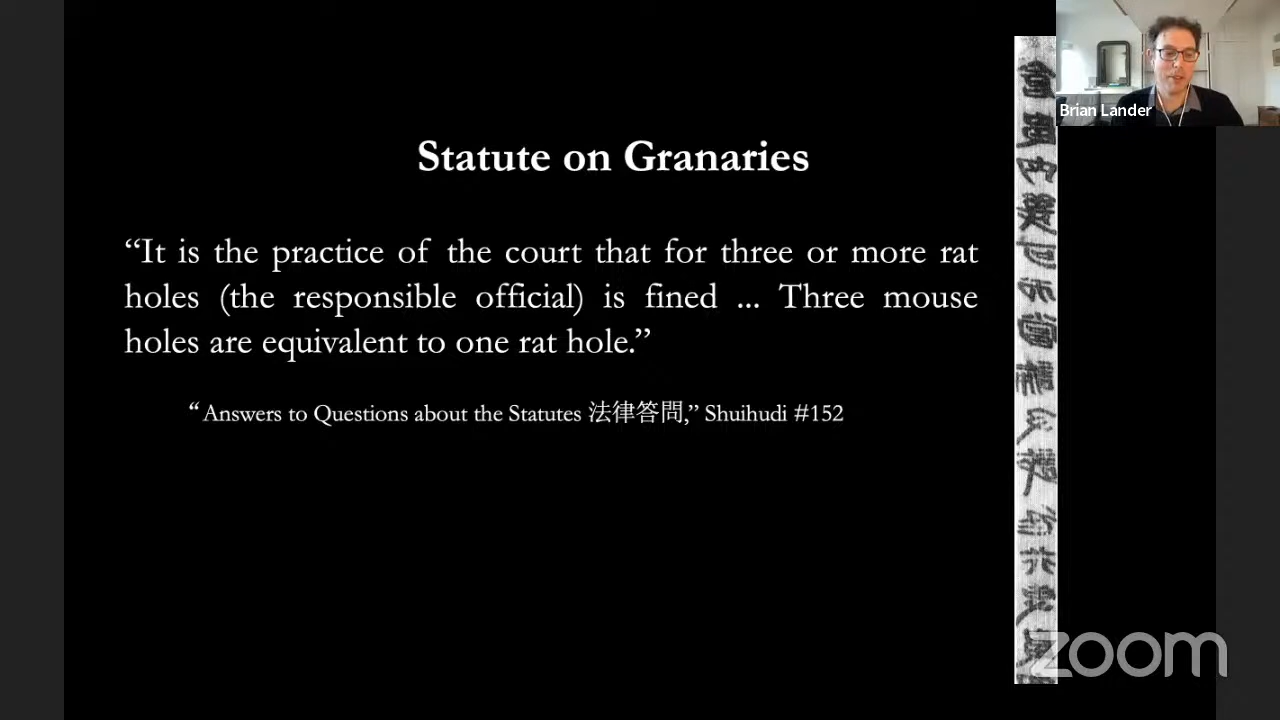 Statute on Granaries
“It is the practice of the court that for three or more rat
holes (the responsible official) is fined ... Three mouse
holes are equivalent to one rat hole.”
“Answers to Questions about the Statutes 法律答問,” Shuihudi #152
Brian Lander
zoom